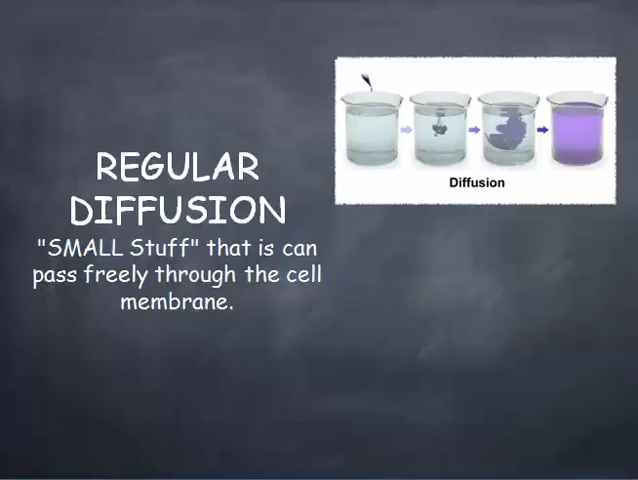 REGULAR
DIFFUSION
"SMALL Stuff" that is can
pass freely through the cell
membrane.
Diffusion